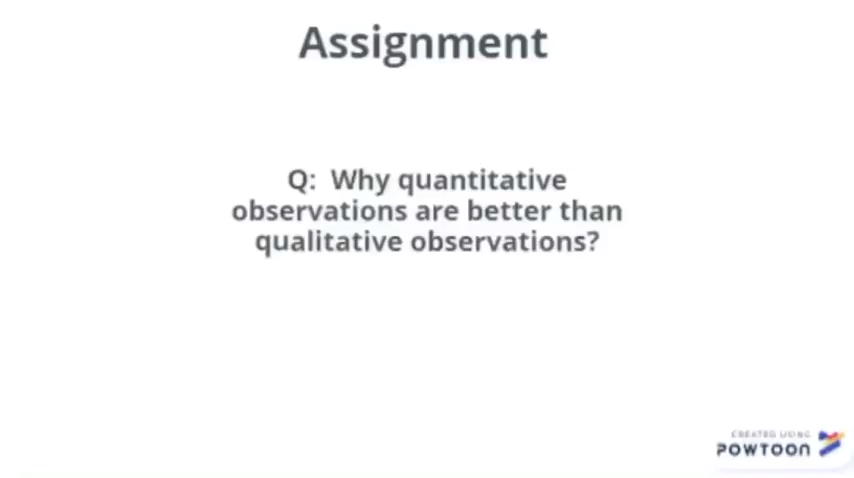 Assignment
Q: Why quantitative
observations are better than
qualitative observations?
CREATED USING
POWTOON